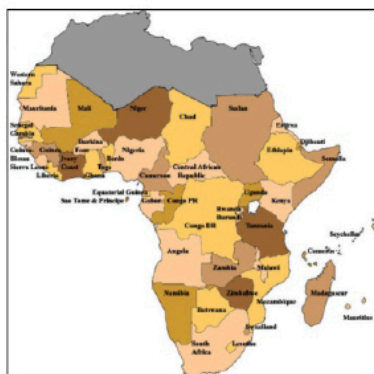 Western
Sahara
Mauritania
Mali
Niger
Chad
Sudan
Eritrea
Djibouti
Senegal
Gambia
Burkina
Faso
Guinea
Guinea-
Bissau
Sierra Leone
Liberia
Ivory
Coast
Ghana
Togo
Benin
Nigeria
Cameroon
Central African
Republic
Ethiopia
Somalia
Equatorial Guinea
Sao Tome & Principe
Gabon
Congo PR
Congo DR
Uganda
Kenya
Rwanda
Burundi
Tanzania
Seychelles
Comoros
Angola
Zambia
Malawi
Mozambique
Madagascar
Mauritius
Namibia
Zimbabwe
Botswana
Swaziland
South
Africa
Lesotho